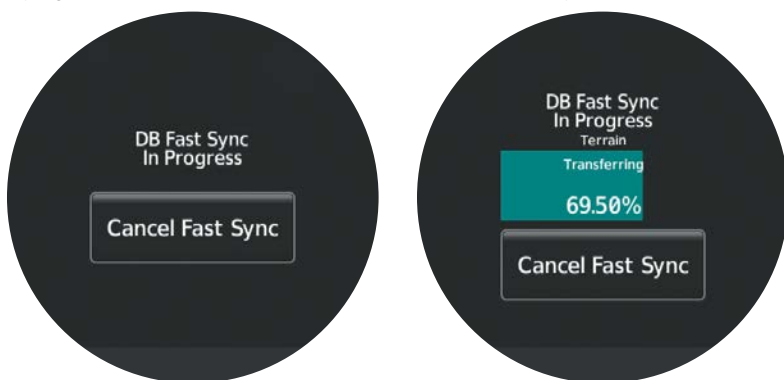 DB Fast Sync
In Progress
Cancel Fast Sync
DB Fast Sync
In Progress
Terrain
Transferring
69.50%
Cancel Fast Sync